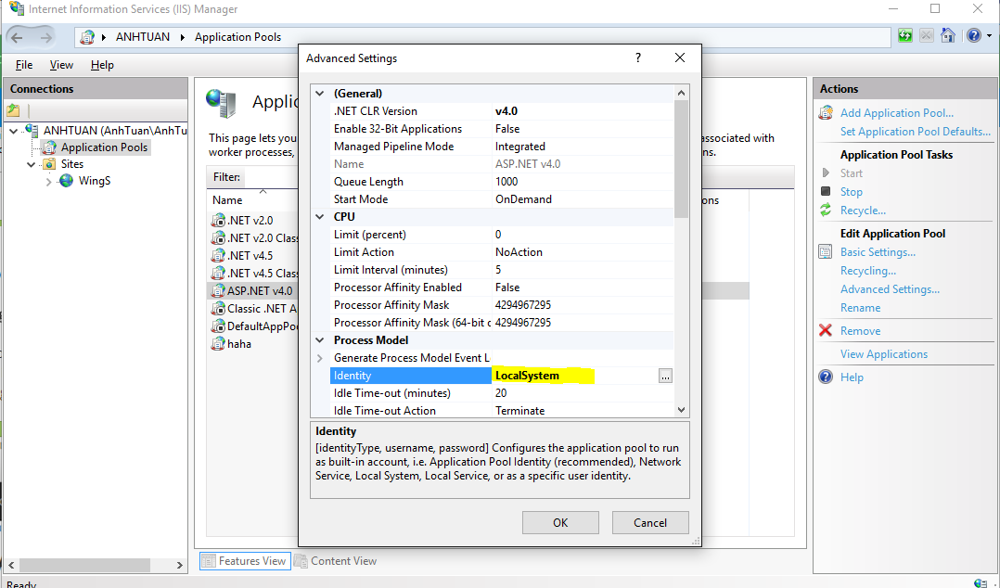 Internet Information Services (IIS) Manager
ANHTUAN
Application Pools
File View Help
Connections
ANHTUAN (AnhTuan\AnhTu
Application Pools
Sites
WingS
Applic
This page lets you
worker processes,
associated with
ns.
Filter:
Name
ons
.NET v2.0
.NET v2.0 Class
.NET v4.5
.NET v4.5 Class
ASP.NET v4.0
Classic .NET A
DefaultAppPoo
haha
Features View
Content View
Ready
Advanced Settings
?
(General)
.NET CLR Version v4.0
Enable 32-Bit Applications False
Managed Pipeline Mode Integrated
Name ASP.NET v4.0
Queue Length 1000
Start Mode OnDemand
CPU
Limit (percent) 0
Limit Action NoAction
Limit Interval (minutes) 5
Processor Affinity Enabled False
Processor Affinity Mask 4294967295
Processor Affinity Mask (64-bit o 4294967295
Process Model
Generate Process Model Event L
Identity LocalSystem ...
Idle Time-out (minutes) 20
Idle Time-out Action Terminate
Identity
[identityType, username, password] Configures the application pool to run
as built-in account, i.e. Application Pool Identity (recommended), Network
Service, Local System, Local Service, or as a specific user identity.
OK Cancel
Actions
Add Application Pool...
Set Application Pool Defaults...
Application Pool Tasks
Start
Stop
Recycle...
Edit Application Pool
Basic Settings...
Recycling...
Advanced Settings...
Rename
Remove
View Applications
Help